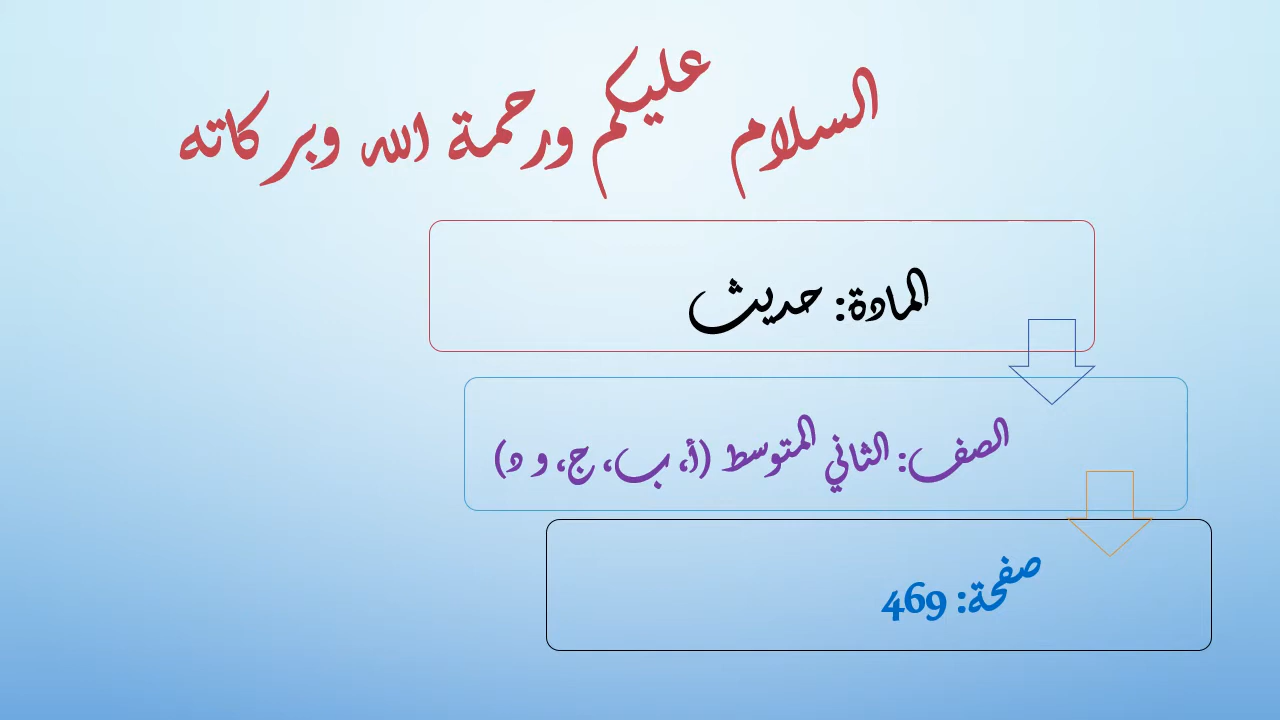 السلام عليكم ورحمة الله وبركاته
المادة: حديث
الصف: الثاني المتوسط (أ، ب، ج، و د)
صفحة: 469